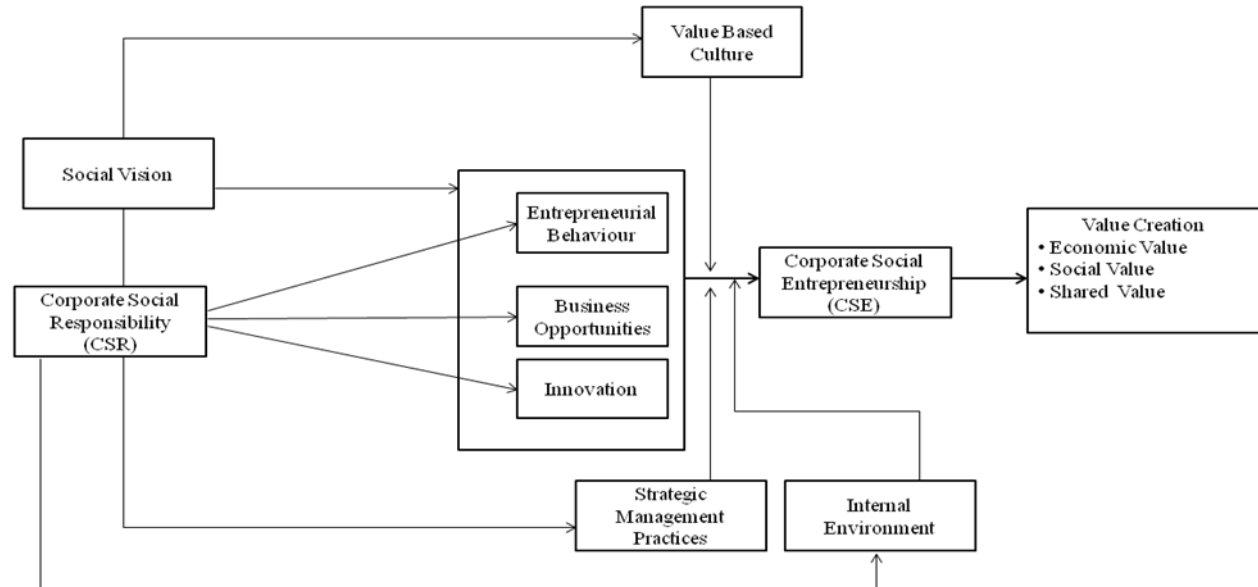 Value Based
Culture
Social Vision
Entrepreneurial
Behaviour
Corporate Social
Responsibility
(CSR)
Business
Opportunities
Innovation
Corporate Social
Entrepreneurship
(CSE)
Value Creation
• Economic Value
• Social Value
• Shared Value
Strategic
Management
Practices
Internal
Environment